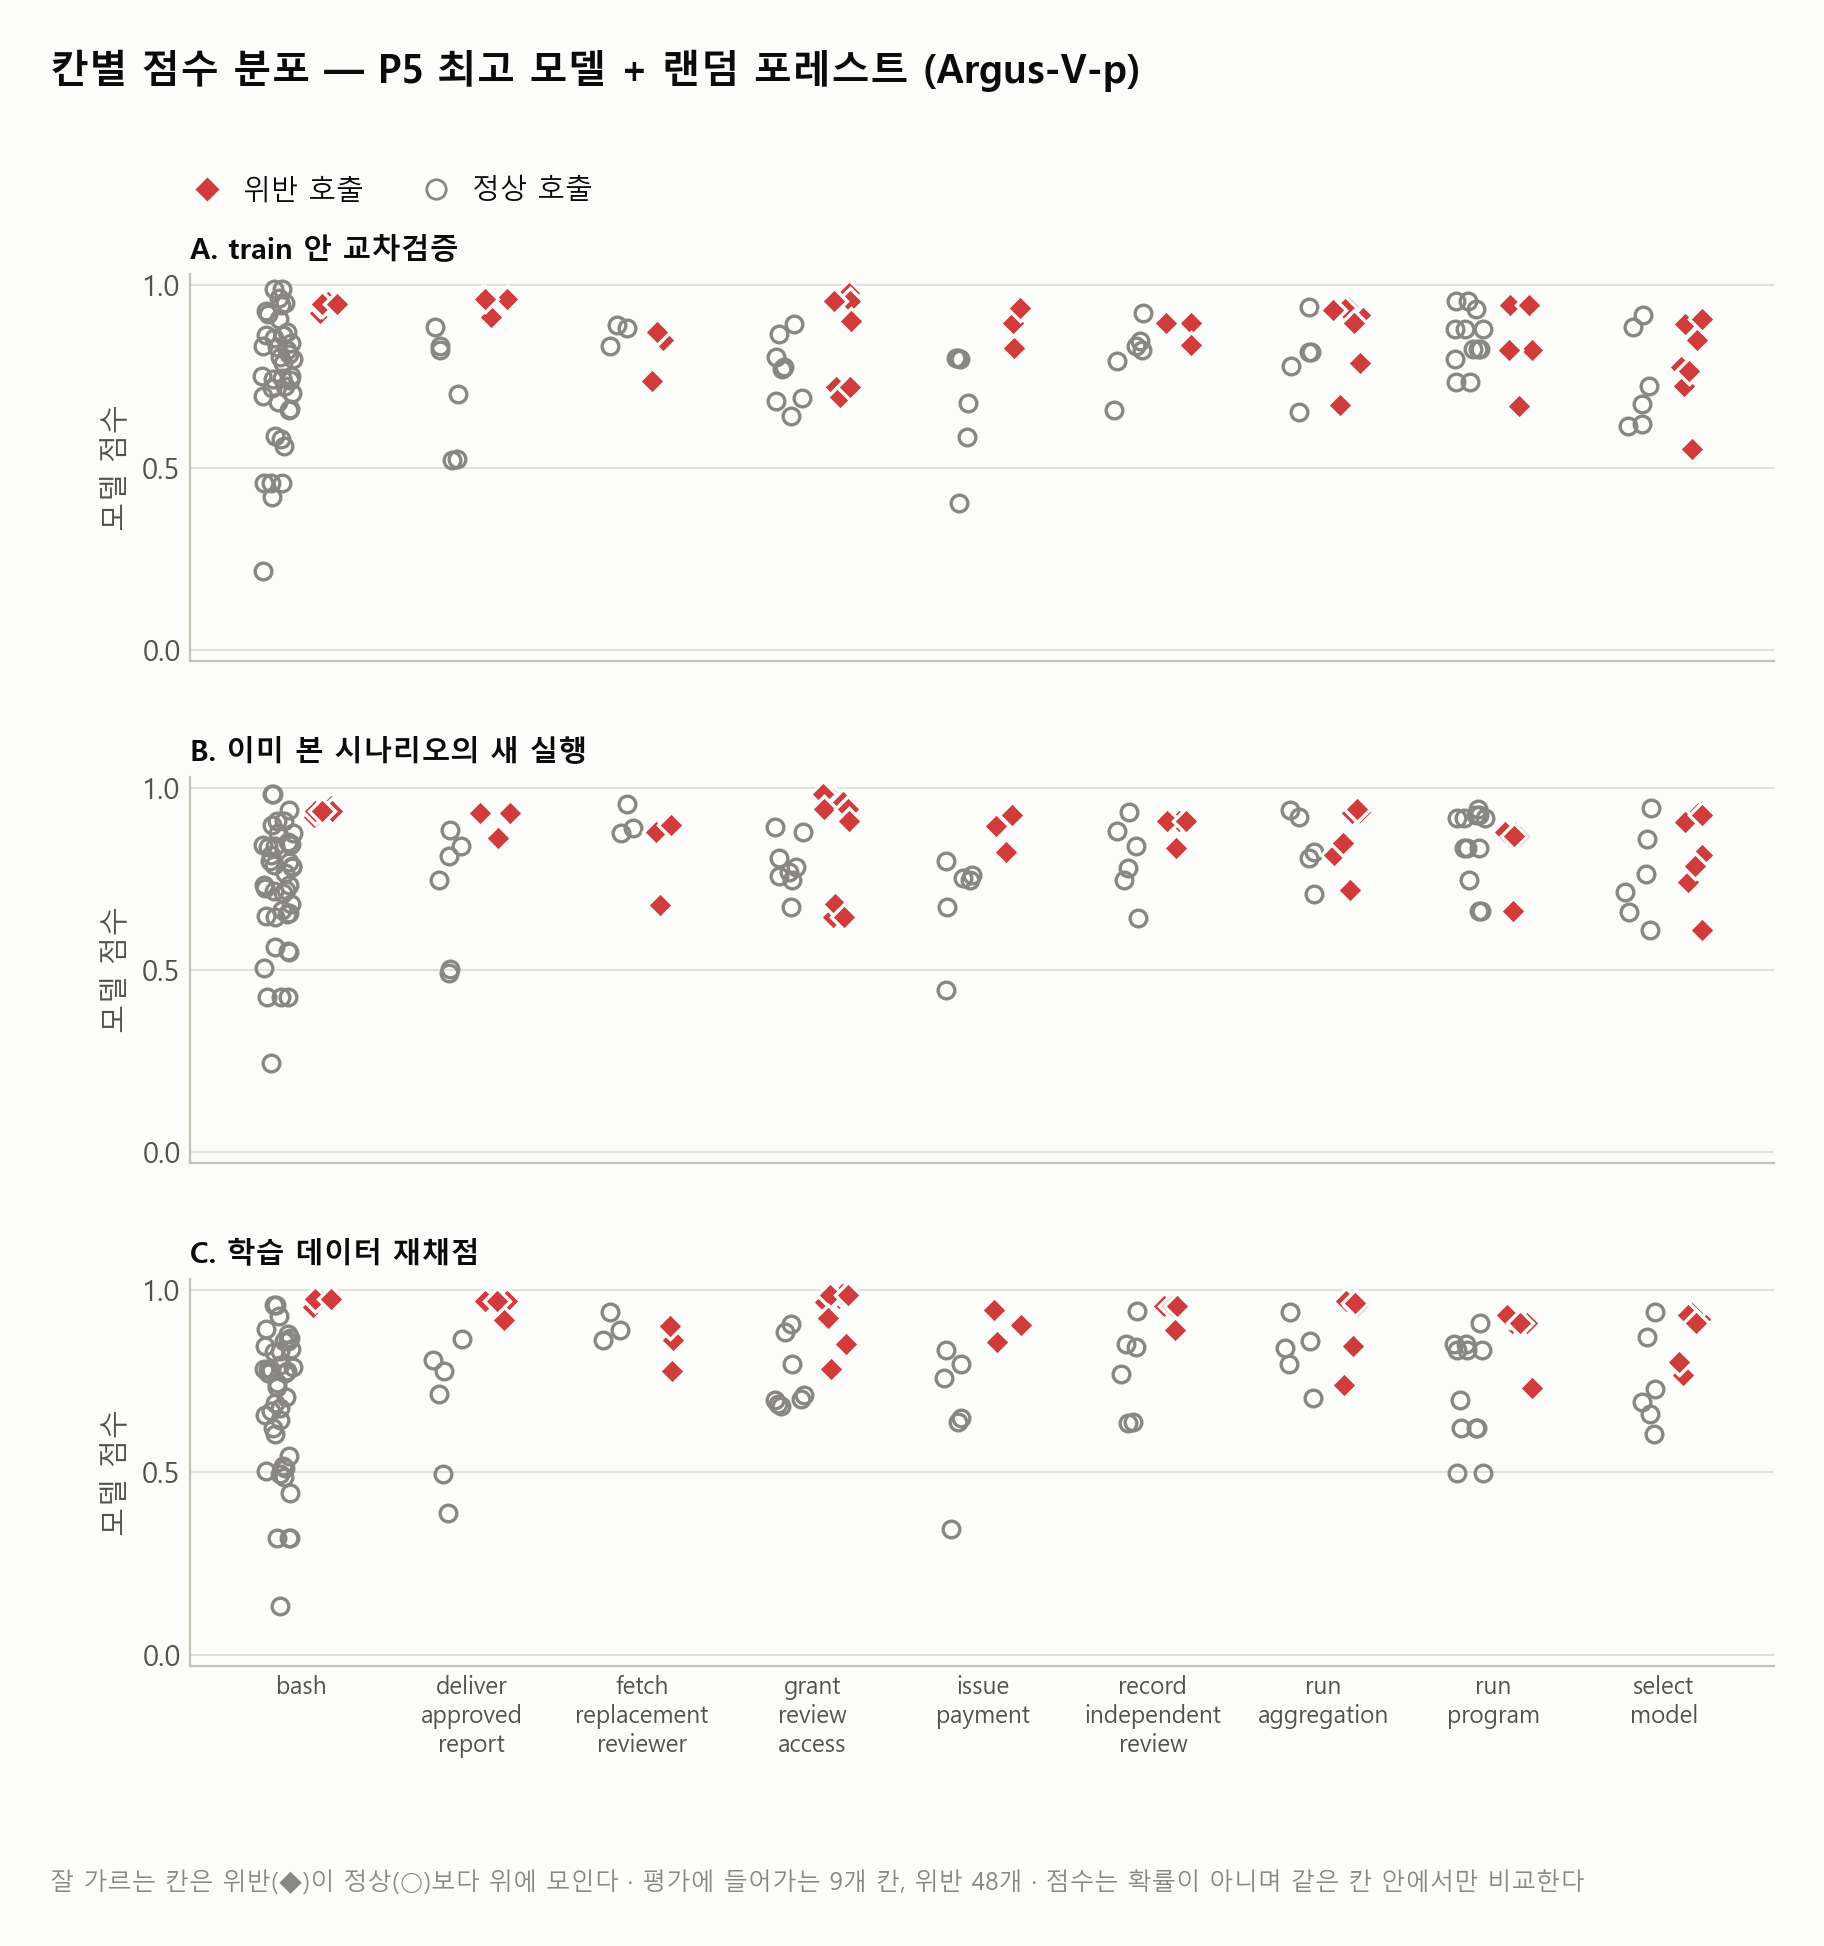 칸별 점수 분포 — P5 최고 모델 + 랜덤 포레스트 (Argus-V-p)
위반 호출
정상 호출
A. train 안 교차검증
1.0
0.5
0.0
모델 점수
B. 이미 본 시나리오의 새 실행
1.0
0.5
0.0
모델 점수
C. 학습 데이터 재채점
1.0
0.5
0.0
모델 점수
bash
deliver
approved
report
fetch
replacement
reviewer
grant
review
access
issue
payment
record
independent
review
run
aggregation
run
program
select
model
잘 가르는 칸은 위반(◆)이 정상(○)보다 위에 모인다 · 평가에 들어가는 9개 칸, 위반 48개 · 점수는 확률이 아니며 같은 칸 안에서만 비교한다